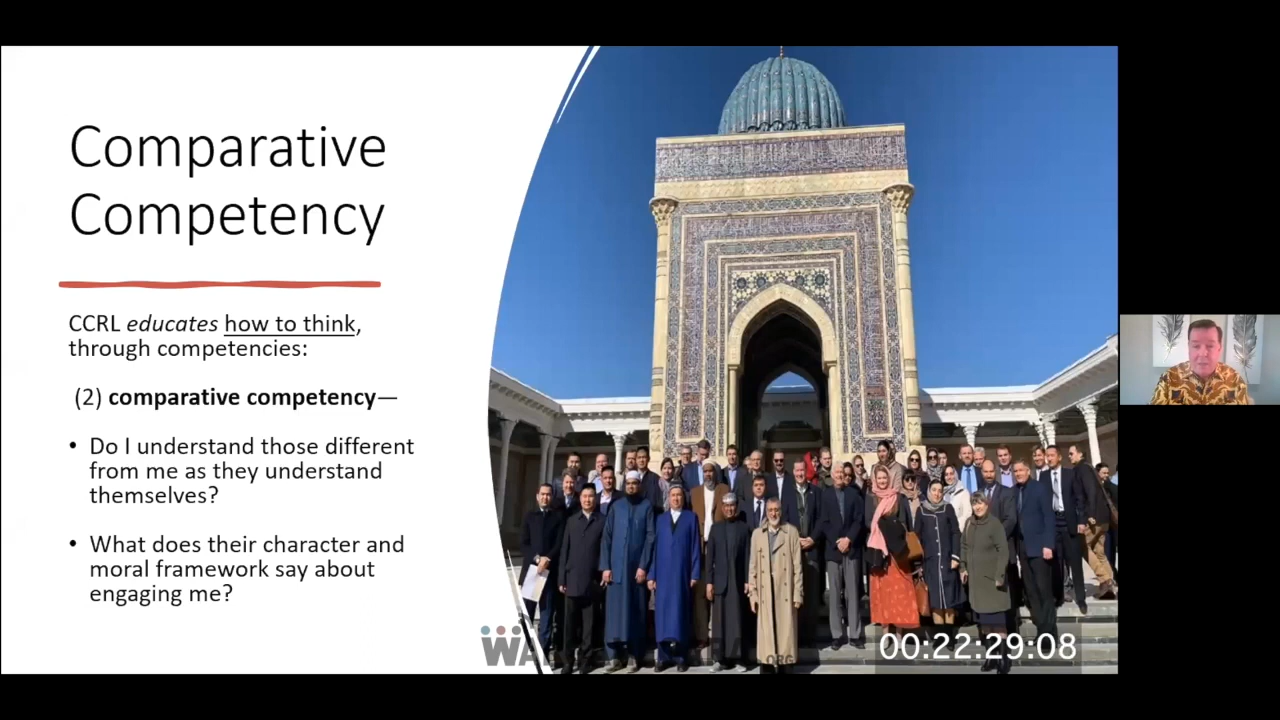 Comparative
Competency
CCRL educates how to think,
through competencies:
(2) comparative competency—
• Do I understand those different
from me as they understand
themselves?
• What does their character and
moral framework say about
engaging me?
.ORG
00:22:29:08